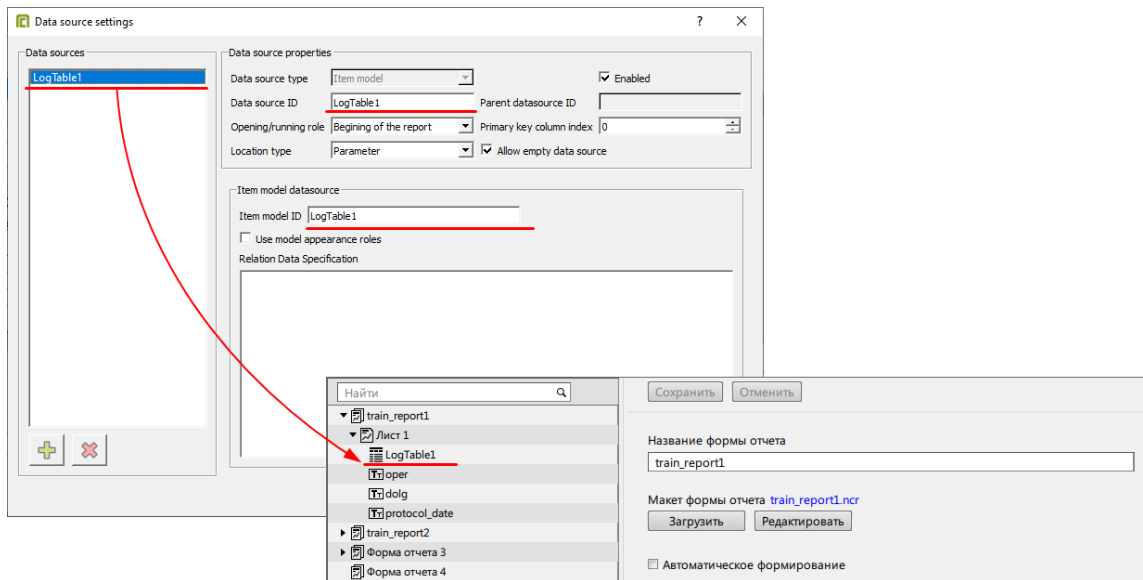 Data source settings
Data sources
LogTable1
Data source properties
Data source type Item model Enabled
Data source ID LogTable1 Parent datasource ID
Opening/running role Begining of the report Primary key column index 0
Location type Parameter Allow empty data source
Item model datasource
Item model ID LogTable1
Use model appearance roles
Relation Data Specification
Найти
train_report1
Лист 1
LogTable1
oper
dolg
protocol_date
train_report2
Форма отчета 3
Форма отчета 4
Сохранить Отменить
Название формы отчета
train_report1
Макет формы отчета train_report1.ncr
Загрузить Редактировать
Автоматическое формирование